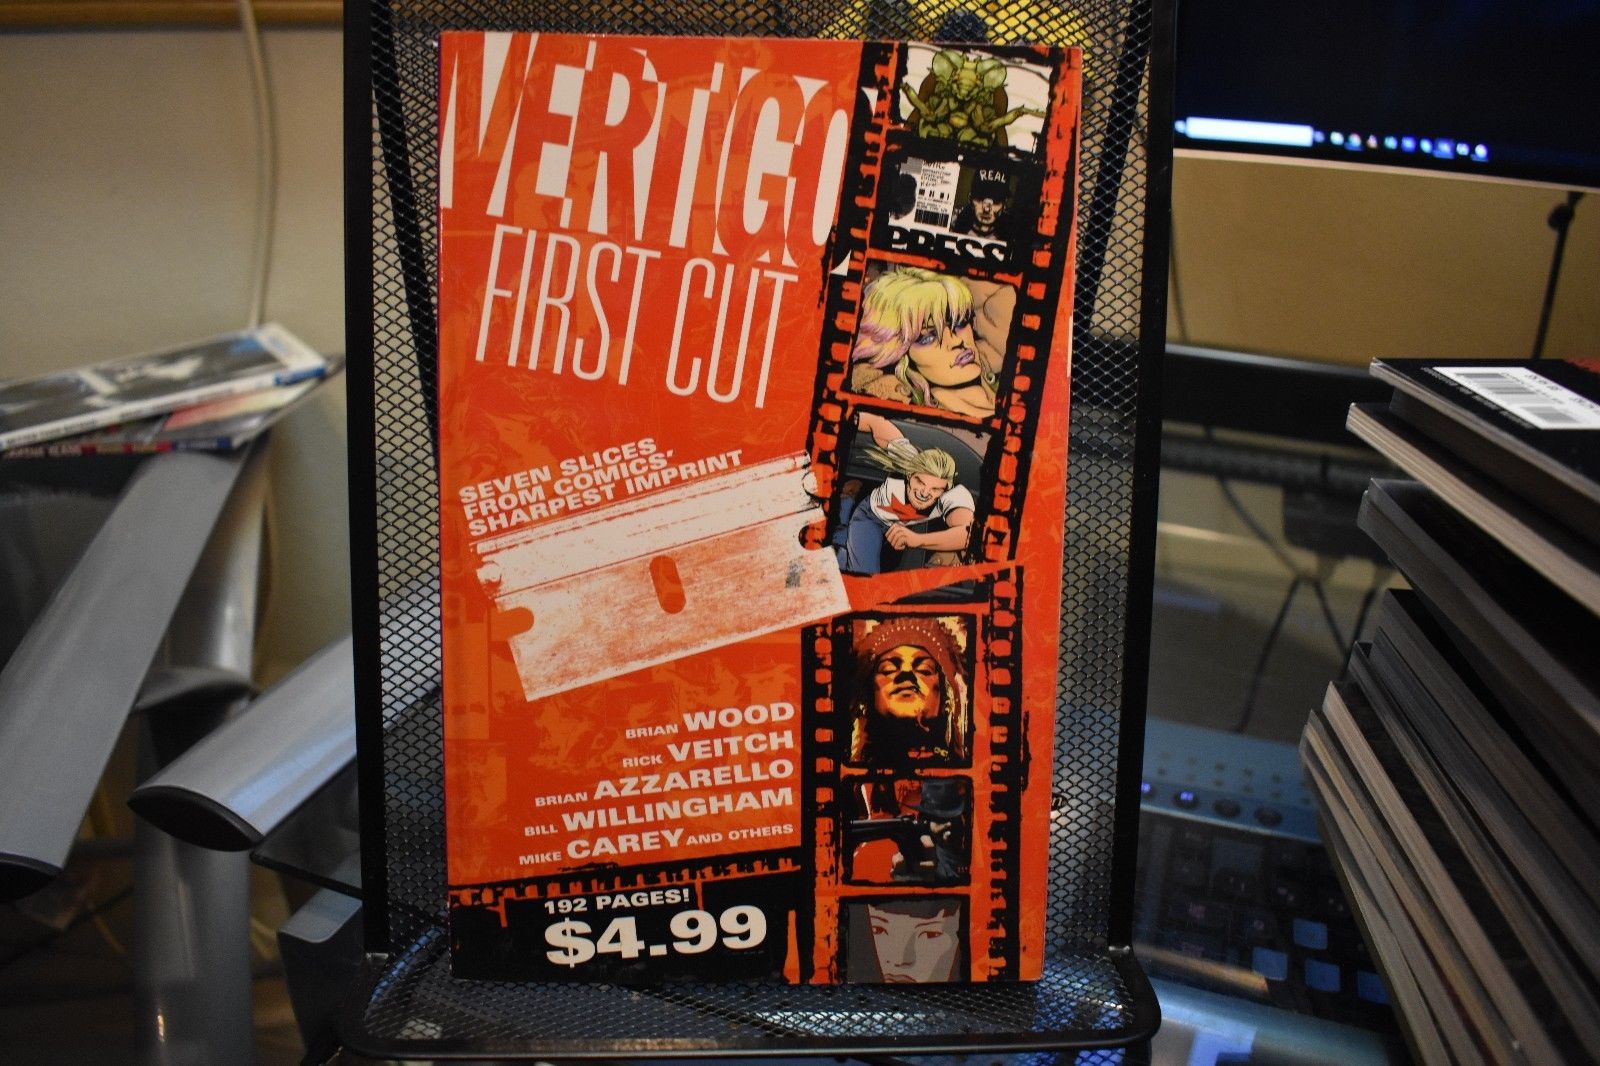 VERTIGO
FIRST CUT
SEVEN SLICES
FROM COMICS'
SHARPEST IMPRINT
REAL
PRESS
BRIAN WOOD
RICK VEITCH
BRIAN AZZARELLO
BILL WILLINGHAM
MIKE CAREY AND OTHERS
192 PAGES!
$4.99